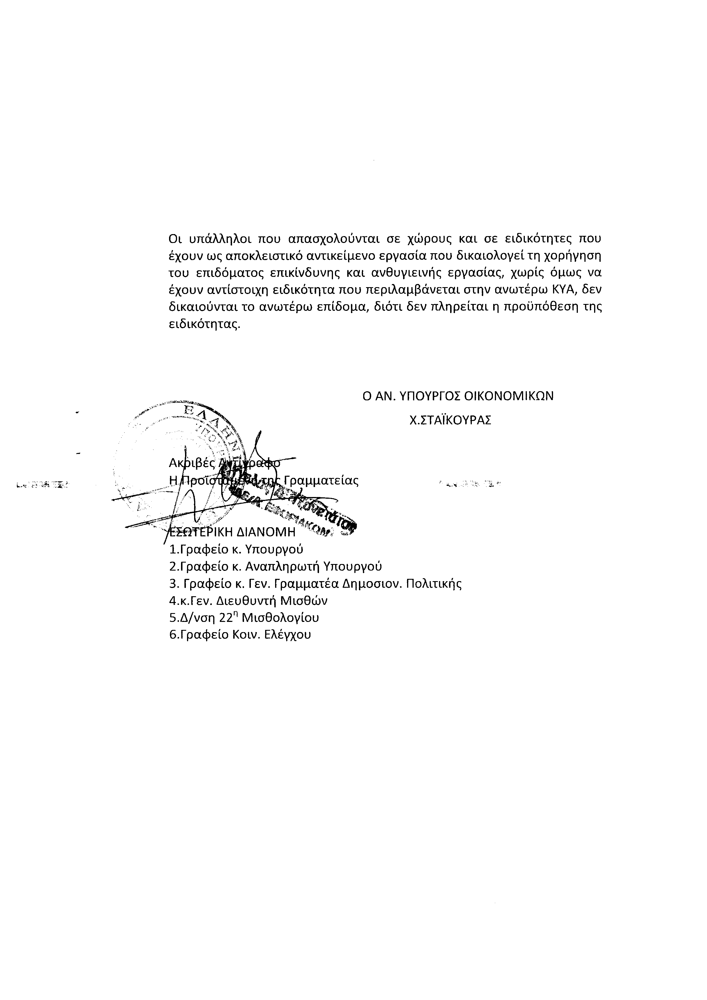 Οι υπάλληλοι που απασχολούνται σε χώρους και σε ειδικότητες που
έχουν ως αποκλειστικό αντικείμενο εργασία που δικαιολογεί τη χορήγηση
του επιδόματος επικίνδυνης και ανθυγιεινής εργασίας, χωρίς όμως να
έχουν αντίστοιχη ειδικότητα που περιλαμβάνεται στην ανωτέρω ΚΥΑ, δεν
δικαιούνται το ανωτέρω επίδομα, διότι δεν πληρείται η προϋπόθεση της
ειδικότητας.
Ο ΑΝ. ΥΠΟΥΡΓΟΣ ΟΙΚΟΝΟΜΙΚΩΝ
Χ.ΣΤΑΪΚΟΥΡΑΣ
ΕΛΛΗΝΙ
Ακριβές Αντίγραφο
Η Προϊσταμένη της Γραμματείας
ΕΣΩΤΕΡΙΚΗ ΔΙΑΝΟΜΗ
1.Γραφείο κ. Υπουργού
2.Γραφείο κ. Αναπληρωτή Υπουργού
3. Γραφείο κ. Γεν. Γραμματέα Δημοσιον. Πολιτικής
4.κ.Γεν. Διευθυντή Μισθών
5.Δ/νση 22η Μισθολογίου
6.Γραφείο Κοιν. Ελέγχου